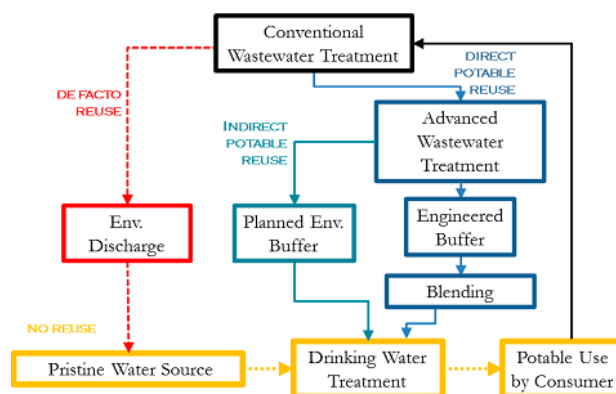 Conventional
Wastewater Treatment
DIRECT
POTABLE
REUSE
DE FACTO
REUSE
INDIRECT
POTABLE
REUSE
Advanced
Wastewater
Treatment
Env.
Discharge
Planned Env.
Buffer
Engineered
Buffer
Blending
NO REUSE
Pristine Water Source
Drinking Water
Treatment
Potable Use
by Consumer